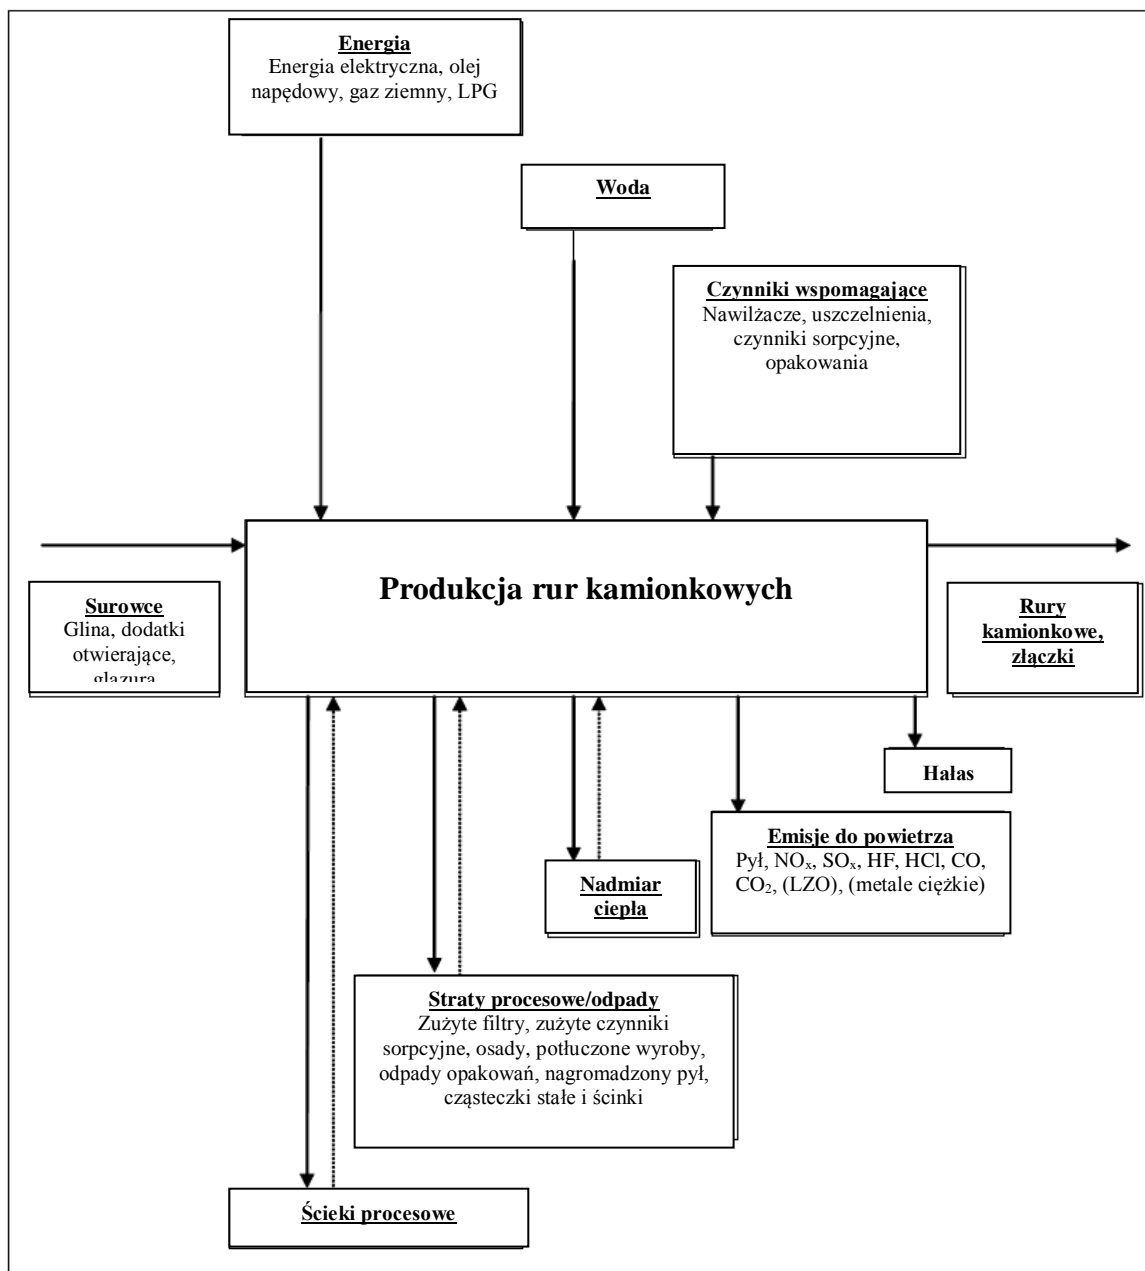 Energia
Energia elektryczna, olej
napędowy, gaz ziemny, LPG
Woda
Czynniki wspomagające
Nawilżacze, uszczelnienia,
czynniki sorpcyjne,
opakowania
Produkcja rur kamionkowych
Surowce
Glina, dodatki
otwierające,
glazura
Rury
kamionkowe,
złączki
Hałas
Emisje do powietrza
Pył, NOₓ, SOₓ, HF, HCl, CO,
CO₂, (LZO), (metale ciężkie)
Nadmiar
ciepła
Straty procesowe/odpady
Zużyte filtry, zużyte czynniki
sorpcyjne, osady, potłuczone wyroby,
odpady opakowań, nagromadzony pył,
cząsteczki stałe i ścinki
Ścieki procesowe